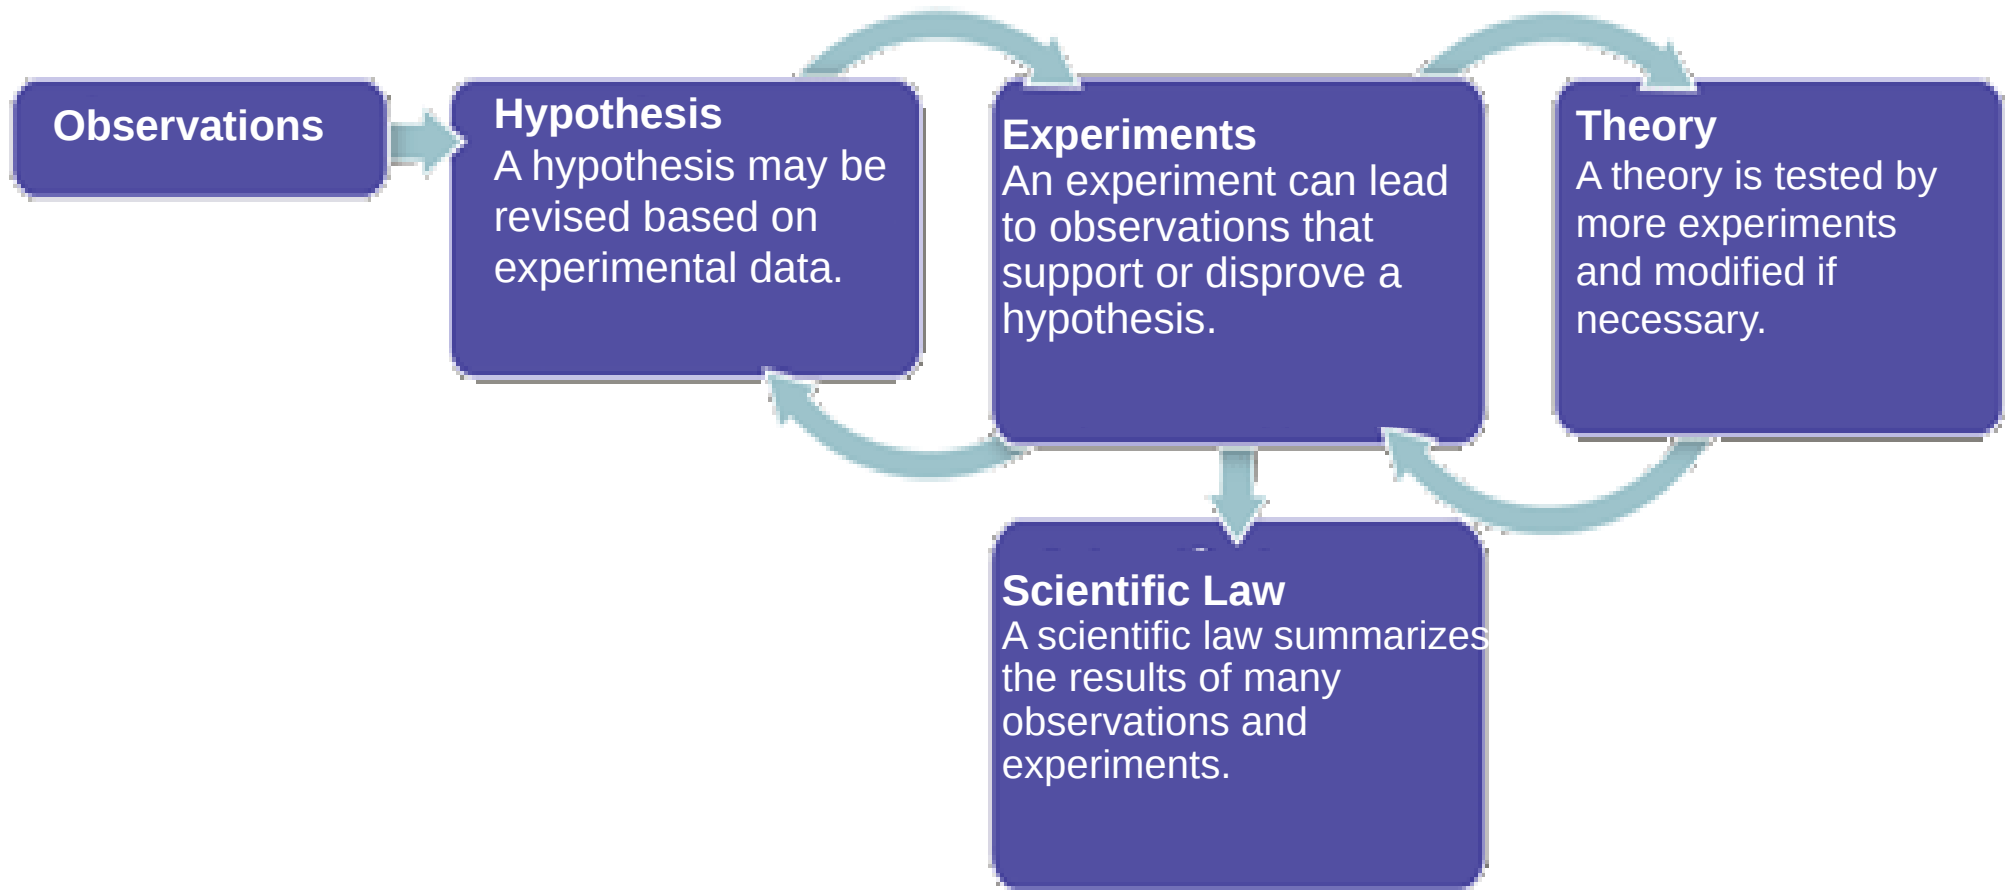 Observations
Hypothesis
A hypothesis may be
revised based on
experimental data.
Experiments
An experiment can lead
to observations that
support or disprove a
hypothesis.
Theory
A theory is tested by
more experiments
and modified if
necessary.
Scientific Law
A scientific law summarizes
the results of many
observations and
experiments.